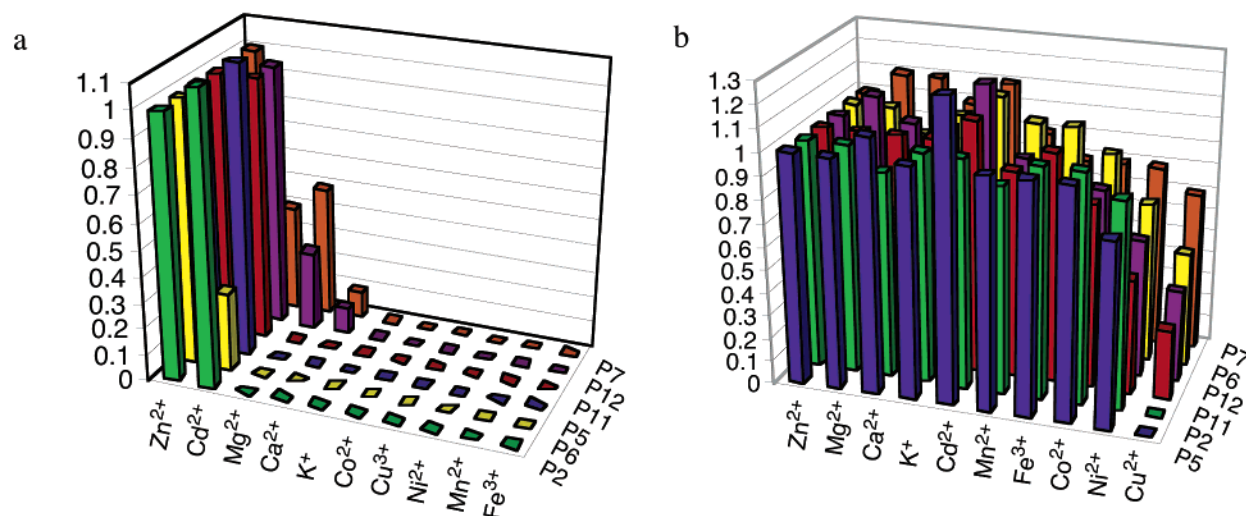 a
1.1
1
0.9
0.8
0.7
0.6
0.5
0.4
0.3
0.2
0.1
0
Zn2+
Cd2+
Mg2+
Ca2+
K+
Co2+
Cu3+
Ni2+
Mn2+
Fe3+
P7
P12
P11
P5
P6
P2
b
1.3
1.2
1.1
1
0.9
0.8
0.7
0.6
0.5
0.4
0.3
0.2
0.1
0
Zn2+
Mg2+
Ca2+
K+
Cd2+
Mn2+
Fe3+
Co2+
Ni2+
Cu2+
P7
P6
P12
P11
P2
P5